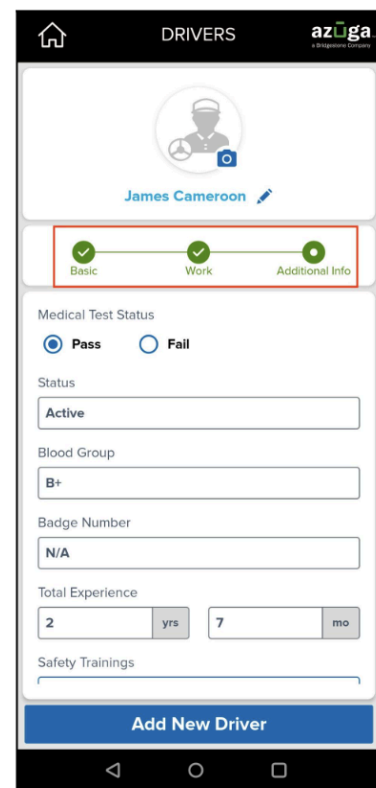 DRIVERS
azūga
a Bridgestone Company
James Cameroon
Basic Work Additional Info
Medical Test Status
Pass Fail
Status
Active
Blood Group
B+
Badge Number
N/A
Total Experience
2 yrs 7 mo
Safety Trainings
Add New Driver